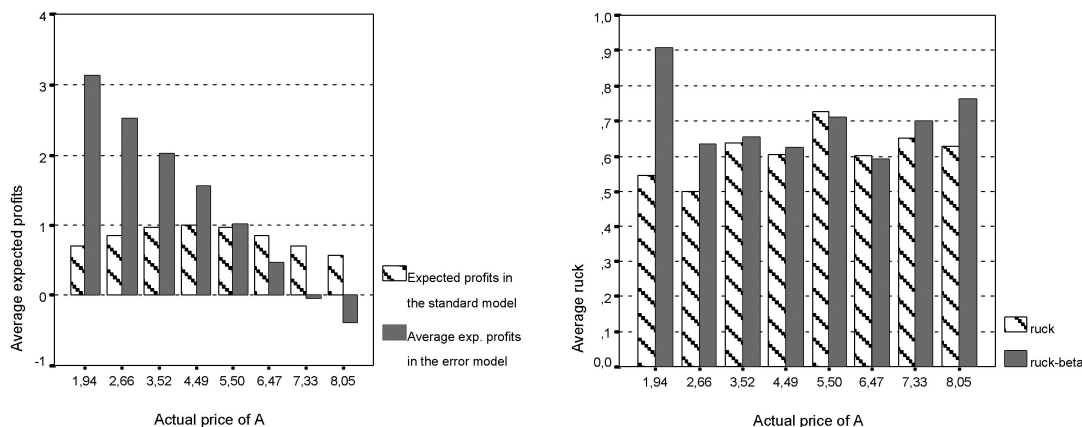 4
3
2
1
0
-1
Average expected profits
1,94 2,66 3,52 4,49 5,50 6,47 7,33 8,05
Actual price of A
Expected profits in
the standard model
Average exp. profits
in the error model
1,0
,9
,8
,7
,6
,5
,4
,3
,2
,1
0,0
Average ruck
1,94 2,66 3,52 4,49 5,50 6,47 7,33 8,05
Actual price of A
ruck
ruck-beta